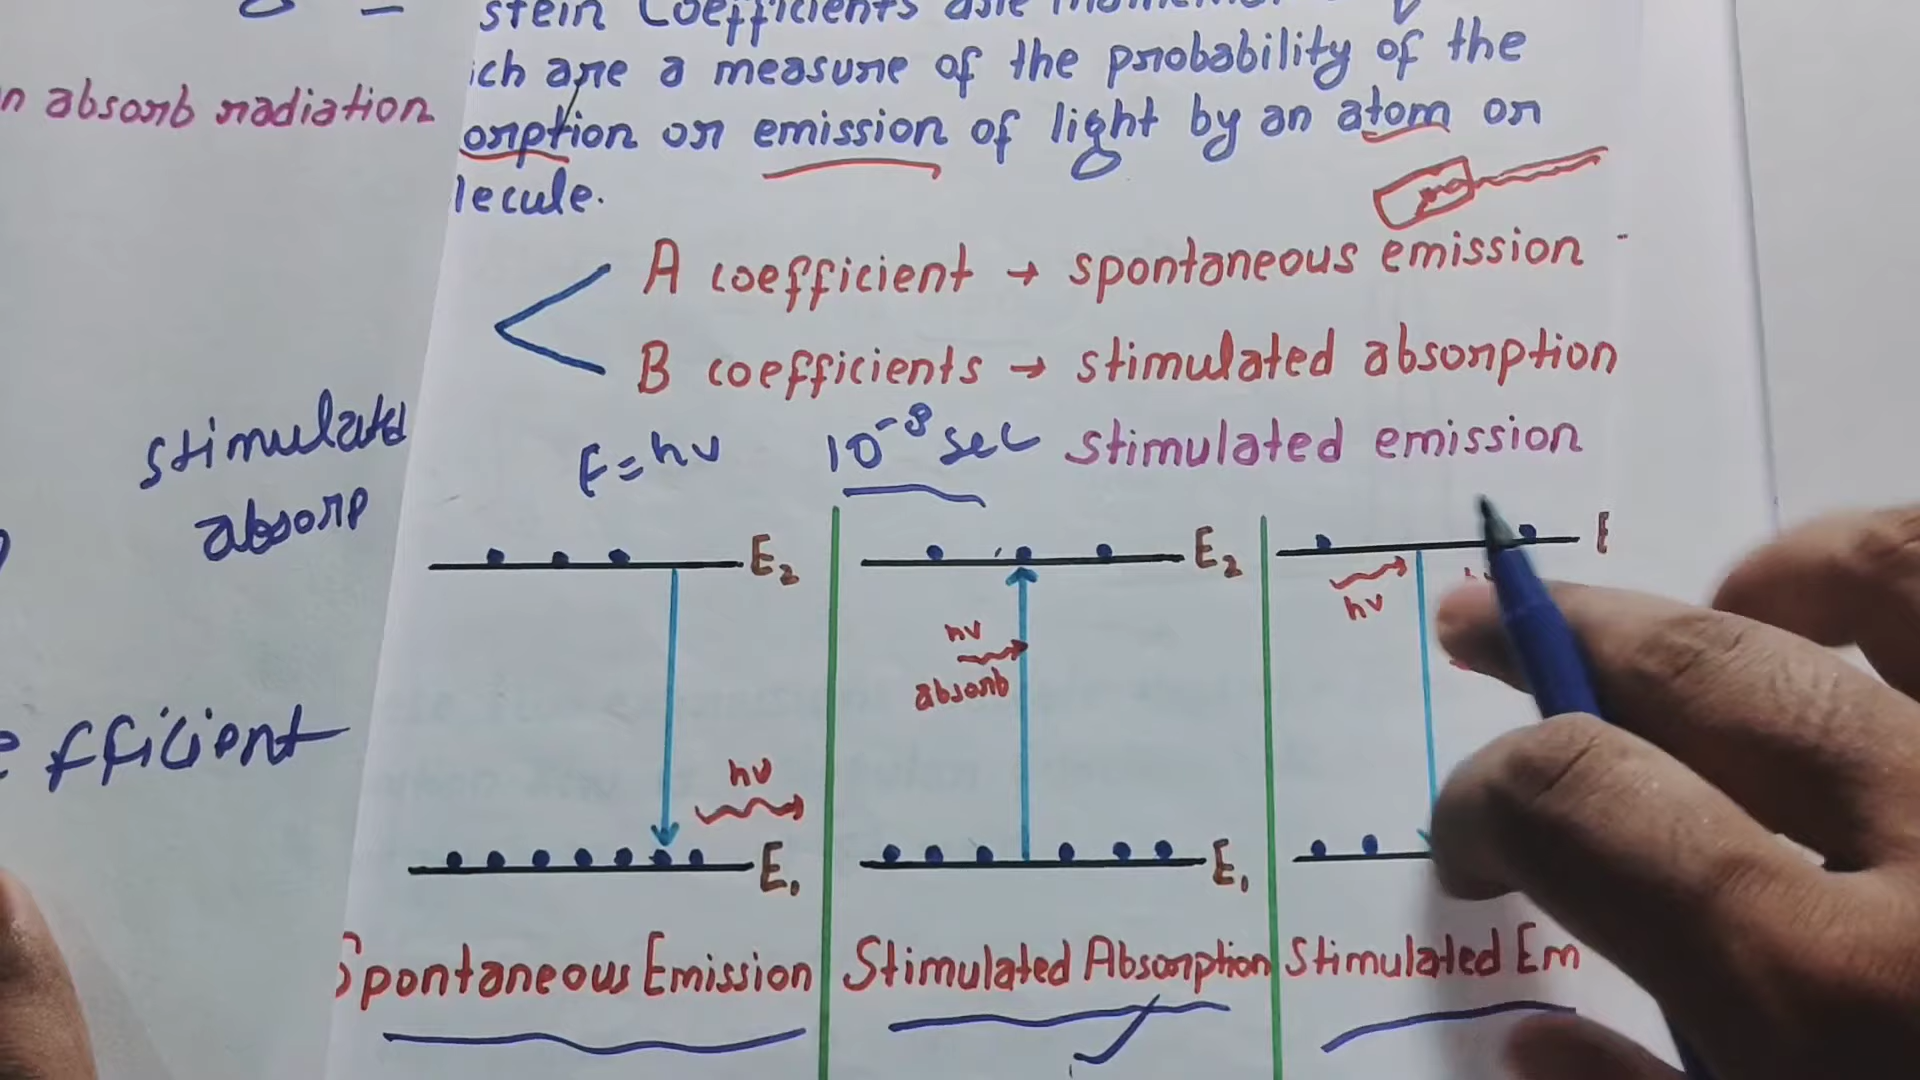 stein Coefficients are
ich are a measure of the probability of the
n absorb radiation
orption or emission of light by an atom or
lecule.
A coefficient → spontaneous emission
B coefficients → stimulated absorption
stimulated
absorp
E=hν 10⁻⁸ sec stimulated emission
E₂ E₂ E
hν
hν
absorb
hν
efficient
E₁ E₁
Spontaneous Emission Stimulated Absorption Stimulated Em